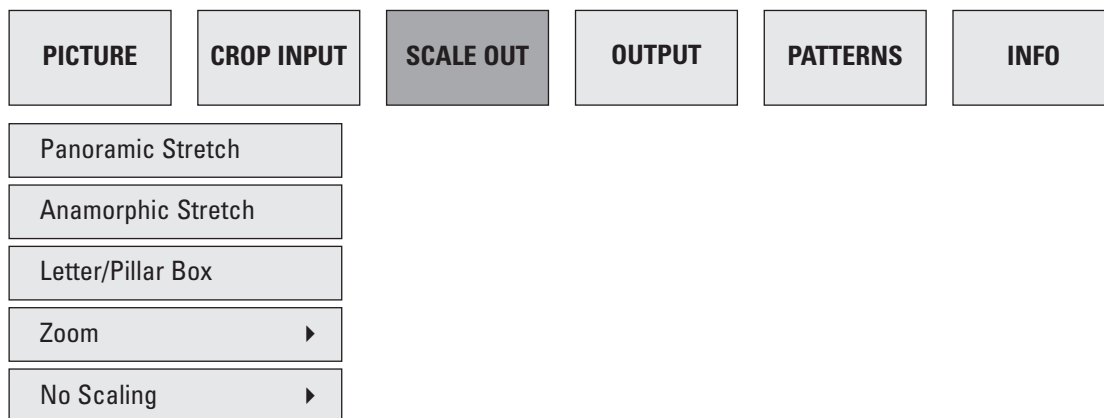 PICTURE CROP INPUT SCALE OUT OUTPUT PATTERNS INFO
Panoramic Stretch
Anamorphic Stretch
Letter/Pillar Box
Zoom
No Scaling